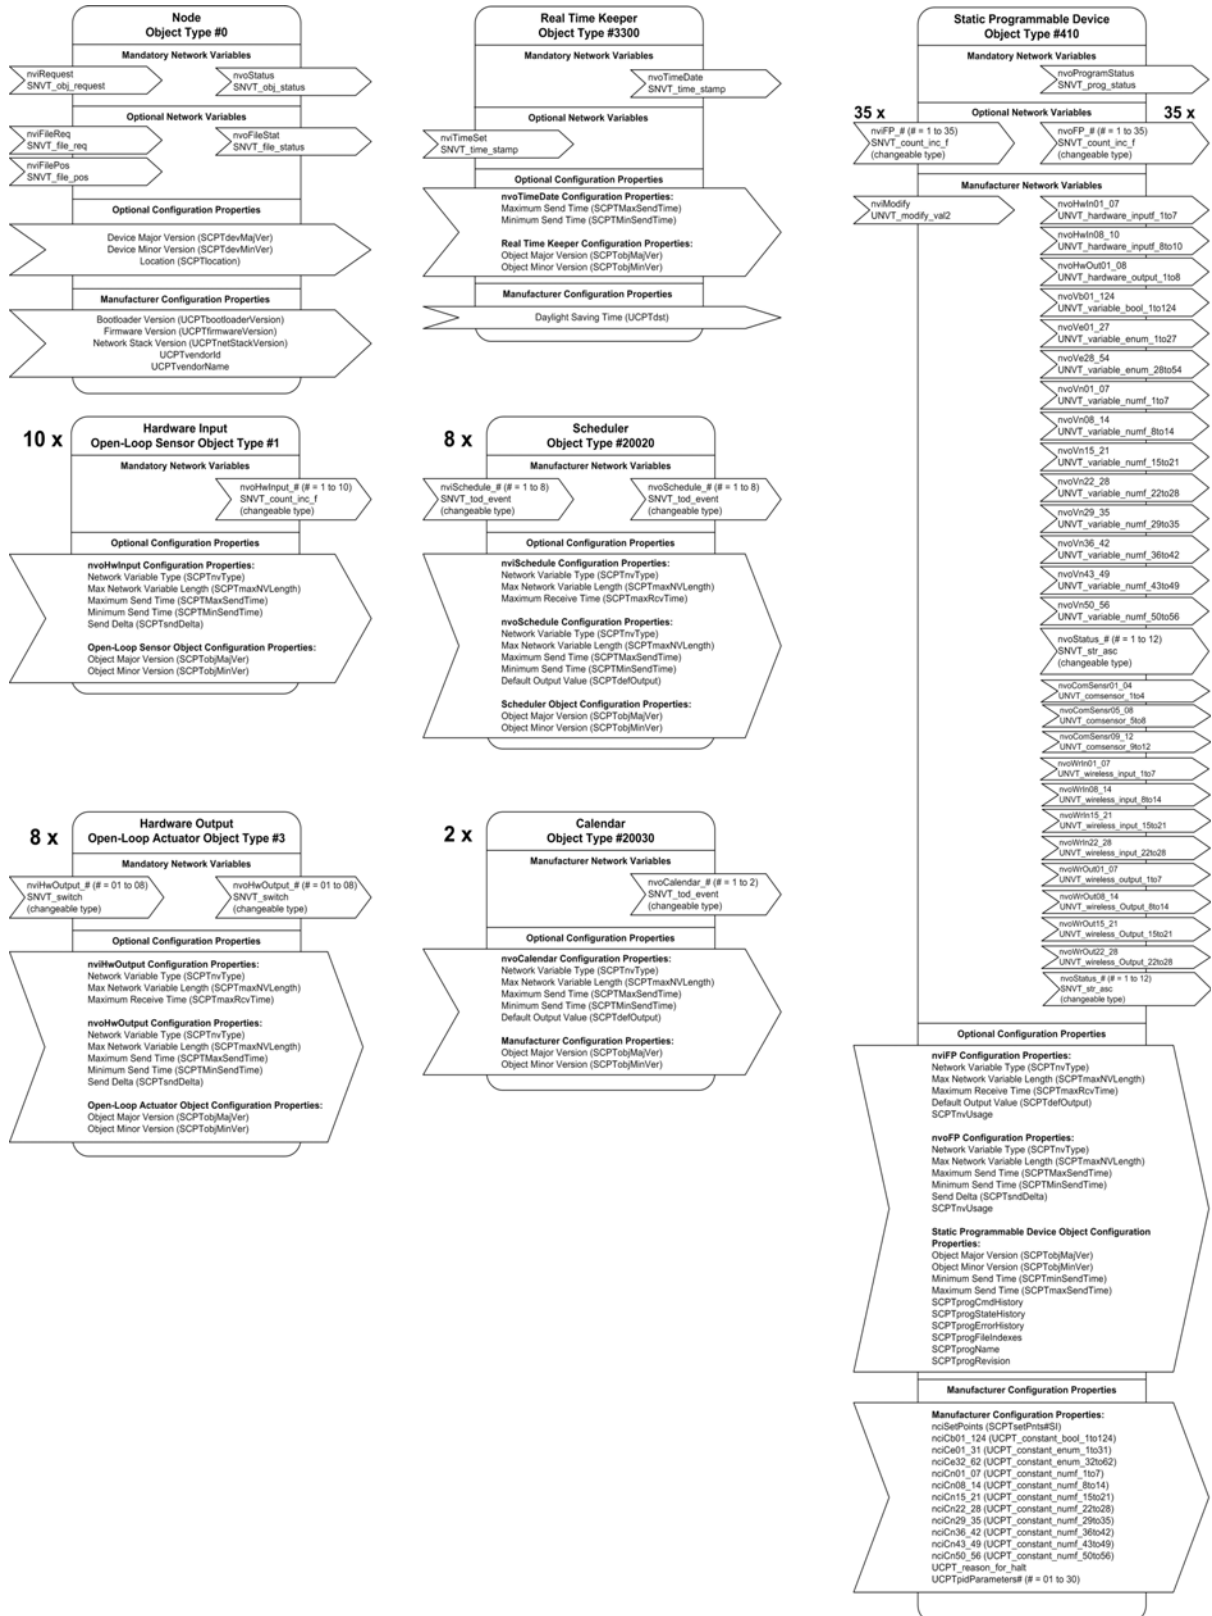 Node
Object Type #0
Mandatory Network Variables
nviRequest
SNVT_obj_request
nvoStatus
SNVT_obj_status
Optional Network Variables
nviFileReq
SNVT_file_req
nvoFileStat
SNVT_file_status
nviFilePos
SNVT_file_pos
Optional Configuration Properties
Device Major Version (SCPTdevMajVer)
Device Minor Version (SCPTdevMinVer)
Location (SCPTlocation)
Manufacturer Configuration Properties
Bootloader Version (UCPTbootloaderVersion)
Firmware Version (UCPTfirmwareVersion)
Network Stack Version (UCPTnetStackVersion)
UCPTvendorId
UCPTvendorName
10 x
Hardware Input
Open-Loop Sensor Object Type #1
Mandatory Network Variables
nvoHwInput_# (# = 1 to 10)
SNVT_count_inc_f
(changeable type)
Optional Configuration Properties
nvoHwInput Configuration Properties:
Network Variable Type (SCPTnvType)
Max Network Variable Length (SCPTmaxNVLength)
Maximum Send Time (SCPTMaxSendTime)
Minimum Send Time (SCPTMinSendTime)
Send Delta (SCPTsndDelta)
Open-Loop Sensor Object Configuration Properties:
Object Major Version (SCPTobjMajVer)
Object Minor Version (SCPTobjMinVer)
8 x
Hardware Output
Open-Loop Actuator Object Type #3
Mandatory Network Variables
nviHwOutput_# (# = 01 to 08)
SNVT_switch
(changeable type)
nvoHwOutput_# (# = 01 to 08)
SNVT_switch
(changeable type)
Optional Configuration Properties
nviHwOutput Configuration Properties:
Network Variable Type (SCPTnvType)
Max Network Variable Length (SCPTmaxNVLength)
Maximum Receive Time (SCPTmaxRcvTime)
nvoHwOutput Configuration Properties:
Network Variable Type (SCPTnvType)
Max Network Variable Length (SCPTmaxNVLength)
Maximum Send Time (SCPTMaxSendTime)
Minimum Send Time (SCPTMinSendTime)
Send Delta (SCPTsndDelta)
Open-Loop Actuator Object Configuration Properties:
Object Major Version (SCPTobjMajVer)
Object Minor Version (SCPTobjMinVer)
Real Time Keeper
Object Type #3300
Mandatory Network Variables
nvoTimeDate
SNVT_time_stamp
Optional Network Variables
nviTimeSet
SNVT_time_stamp
Optional Configuration Properties
nvoTimeDate Configuration Properties:
Maximum Send Time (SCPTMaxSendTime)
Minimum Send Time (SCPTMinSendTime)
Real Time Keeper Configuration Properties:
Object Major Version (SCPTobjMajVer)
Object Minor Version (SCPTobjMinVer)
Manufacturer Configuration Properties
Daylight Saving Time (UCPTdst)
8 x
Scheduler
Object Type #20020
Manufacturer Network Variables
nviSchedule_# (# = 1 to 8)
SNVT_tod_event
(changeable type)
nvoSchedule_# (# = 1 to 8)
SNVT_tod_event
(changeable type)
Optional Configuration Properties
nviSchedule Configuration Properties:
Network Variable Type (SCPTnvType)
Max Network Variable Length (SCPTmaxNVLength)
Maximum Receive Time (SCPTmaxRcvTime)
nvoSchedule Configuration Properties:
Network Variable Type (SCPTnvType)
Max Network Variable Length (SCPTmaxNVLength)
Maximum Send Time (SCPTMaxSendTime)
Minimum Send Time (SCPTMinSendTime)
Default Output Value (SCPTdefOutput)
Scheduler Object Configuration Properties:
Object Major Version (SCPTobjMajVer)
Object Minor Version (SCPTobjMinVer)
2 x
Calendar
Object Type #20030
Manufacturer Network Variables
nvoCalendar_# (# = 1 to 2)
SNVT_tod_event
(changeable type)
Optional Configuration Properties
nvoCalendar Configuration Properties:
Network Variable Type (SCPTnvType)
Max Network Variable Length (SCPTmaxNVLength)
Maximum Send Time (SCPTMaxSendTime)
Minimum Send Time (SCPTMinSendTime)
Default Output Value (SCPTdefOutput)
Manufacturer Configuration Properties:
Object Major Version (SCPTobjMajVer)
Object Minor Version (SCPTobjMinVer)
Static Programmable Device
Object Type #410
Mandatory Network Variables
nvoProgramStatus
SNVT_prog_status
35 x
Optional Network Variables
35 x
nviFP_# (# = 1 to 35)
SNVT_count_inc_f
(changeable type)
nvoFP_# (# = 1 to 35)
SNVT_count_inc_f
(changeable type)
Manufacturer Network Variables
nviModify
UNVT_modify_val2
nvoHwIn01_07
UNVT_hardware_inputf_1to7
nvoHwIn08_10
UNVT_hardware_inputf_8to10
nvoHwOut01_08
UNVT_hardware_output_1to8
nvoVb01_124
UNVT_variable_bool_1to124
nvoVe01_27
UNVT_variable_enum_1to27
nvoVe28_54
UNVT_variable_enum_28to54
nvoVn01_07
UNVT_variable_numf_1to7
nvoVn08_14
UNVT_variable_numf_8to14
nvoVn15_21
UNVT_variable_numf_15to21
nvoVn22_28
UNVT_variable_numf_22to28
nvoVn29_35
UNVT_variable_numf_29to35
nvoVn36_42
UNVT_variable_numf_36to42
nvoVn43_49
UNVT_variable_numf_43to49
nvoVn50_56
UNVT_variable_numf_50to56
nvoStatus_# (# = 1 to 12)
SNVT_str_asc
(changeable type)
nvoComSensr01_04
UNVT_comsensor_1to4
nvoComSensr05_08
UNVT_comsensor_5to8
nvoComSensr09_12
UNVT_comsensor_9to12
nvoWrIn01_07
UNVT_wireless_input_1to7
nvoWrIn08_14
UNVT_wireless_input_8to14
nvoWrIn15_21
UNVT_wireless_input_15to21
nvoWrIn22_28
UNVT_wireless_input_22to28
nvoWrOut01_07
UNVT_wireless_output_1to7
nvoWrOut08_14
UNVT_wireless_Output_8to14
nvoWrOut15_21
UNVT_wireless_Output_15to21
nvoWrOut22_28
UNVT_wireless_Output_22to28
nvoStatus_# (# = 1 to 12)
SNVT_str_asc
(changeable type)
Optional Configuration Properties
nviFP Configuration Properties:
Network Variable Type (SCPTnvType)
Max Network Variable Length (SCPTmaxNVLength)
Maximum Receive Time (SCPTmaxRcvTime)
Default Output Value (SCPTdefOutput)
SCPTnvUsage
nvoFP Configuration Properties:
Network Variable Type (SCPTnvType)
Max Network Variable Length (SCPTmaxNVLength)
Maximum Send Time (SCPTMaxSendTime)
Minimum Send Time (SCPTMinSendTime)
Send Delta (SCPTsndDelta)
SCPTnvUsage
Static Programmable Device Object Configuration
Properties:
Object Major Version (SCPTobjMajVer)
Object Minor Version (SCPTobjMinVer)
Minimum Send Time (SCPTminSendTime)
Maximum Send Time (SCPTmaxSendTime)
SCPTprogCmdHistory
SCPTprogStateHistory
SCPTprogErrorHistory
SCPTprogFileIndexes
SCPTprogName
SCPTprogRevision
Manufacturer Configuration Properties
Manufacturer Configuration Properties:
nciSetPoints (SCPTsetPnts#SI)
nciCb01_124 (UCPT_constant_bool_1to124)
nciCe01_31 (UCPT_constant_enum_1to31)
nciCe32_62 (UCPT_constant_enum_32to62)
nciCn01_07 (UCPT_constant_numf_1to7)
nciCn08_14 (UCPT_constant_numf_8to14)
nciCn15_21 (UCPT_constant_numf_15to21)
nciCn22_28 (UCPT_constant_numf_22to28)
nciCn29_35 (UCPT_constant_numf_29to35)
nciCn36_42 (UCPT_constant_numf_36to42)
nciCn43_49 (UCPT_constant_numf_43to49)
nciCn50_56 (UCPT_constant_numf_50to56)
UCPT_reason_for_halt
UCPTpidParameters# (# = 01 to 30)